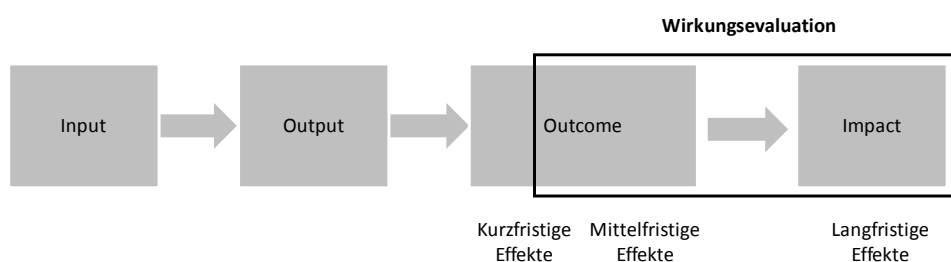 Wirkungsevaluation
Input
Output
Outcome
Impact
Kurzfristige
Effekte
Mittelfristige
Effekte
Langfristige
Effekte